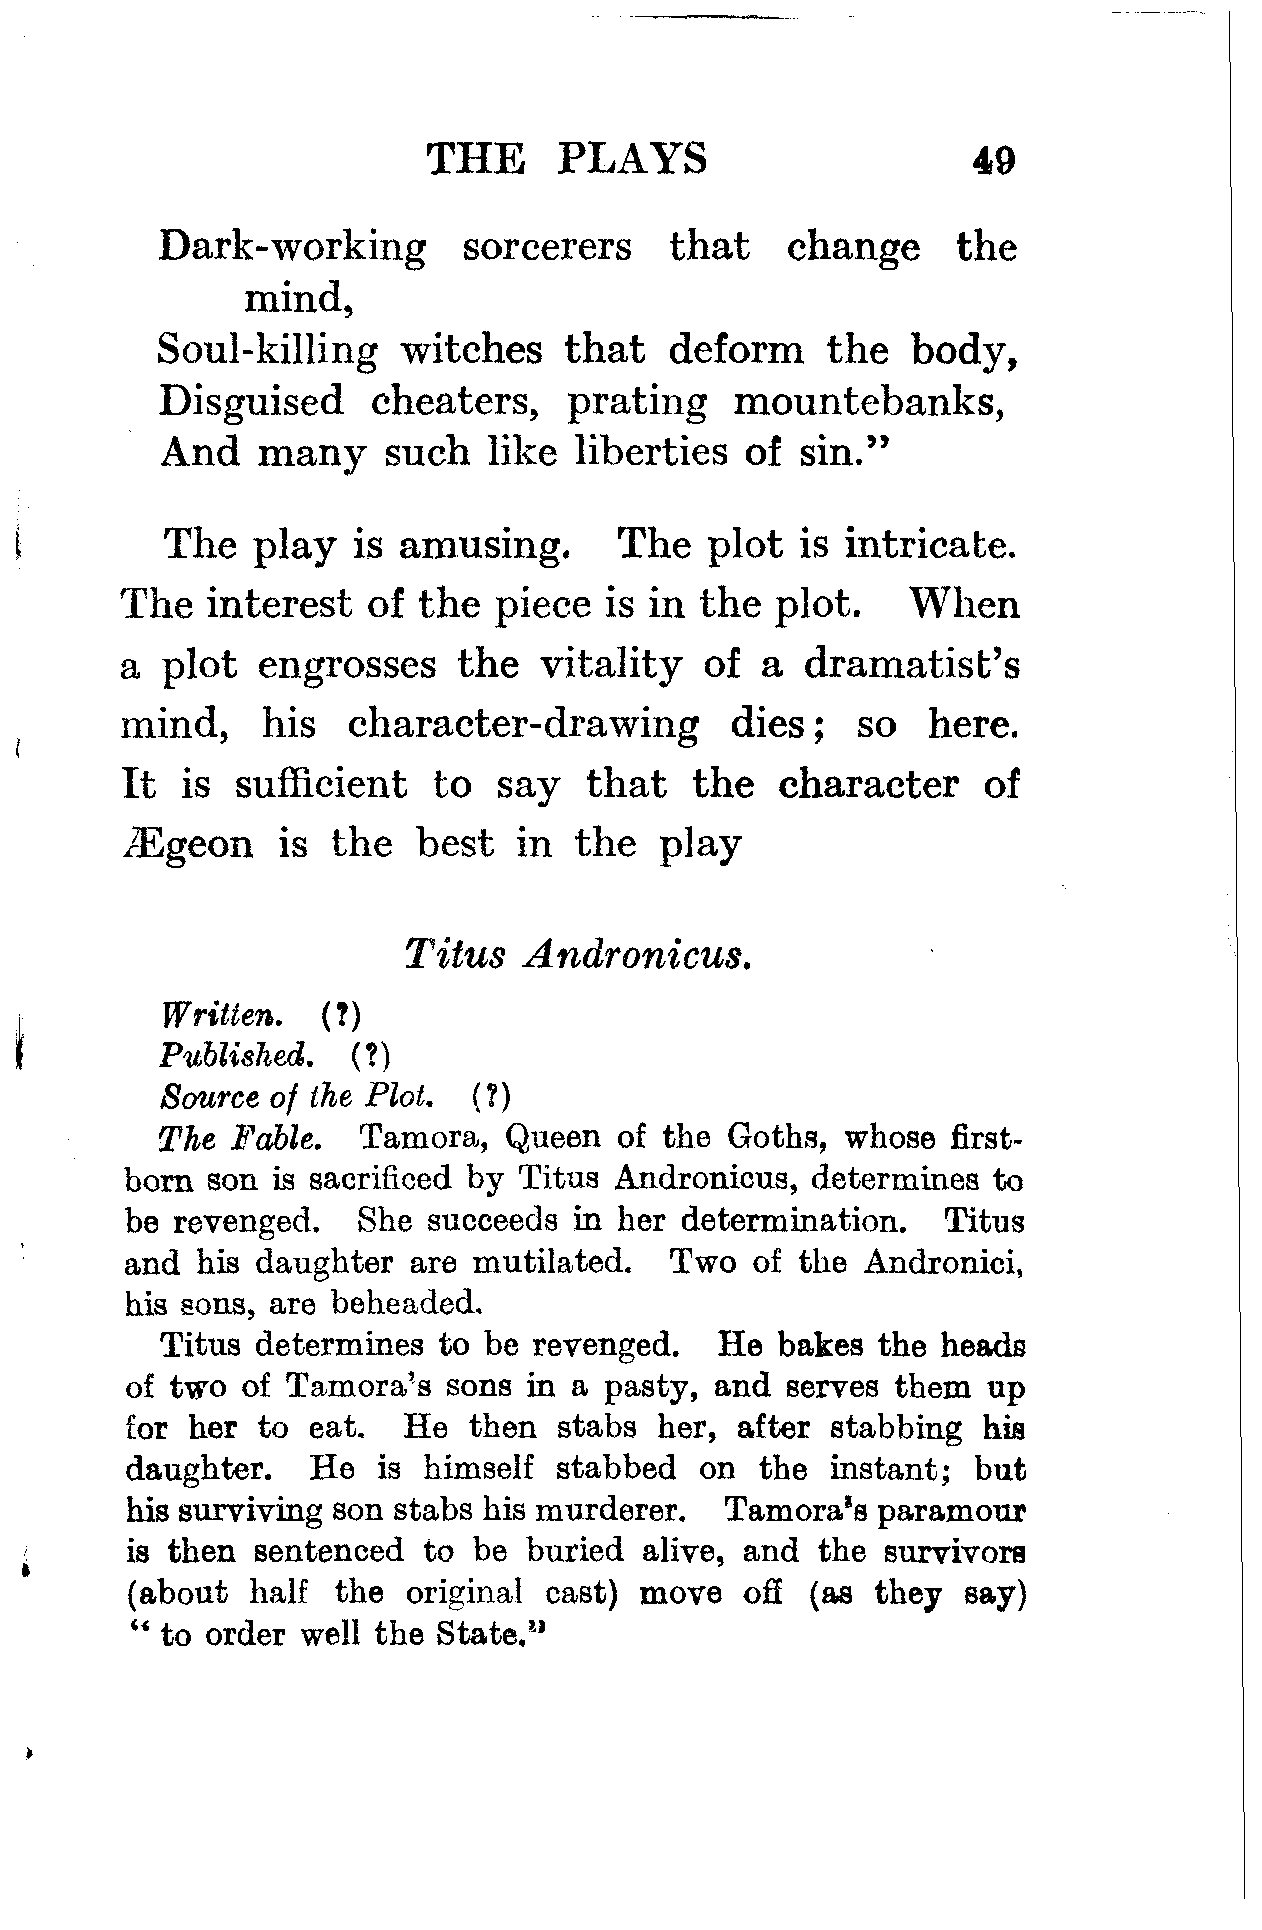 THE PLAYS 49
Dark-working sorcerers that change the
mind,
Soul-killing witches that deform the body,
Disguised cheaters, prating mountebanks,
And many such like liberties of sin.”
The play is amusing. The plot is intricate.
The interest of the piece is in the plot. When
a plot engrosses the vitality of a dramatist’s
mind, his character-drawing dies; so here.
It is sufficient to say that the character of
Ægeon is the best in the play
Titus Andronicus.
Written. (?)
Published. (?)
Source of the Plot. (?)
The Fable. Tamora, Queen of the Goths, whose first-
born son is sacrificed by Titus Andronicus, determines to
be revenged. She succeeds in her determination. Titus
and his daughter are mutilated. Two of the Andronici,
his sons, are beheaded.
Titus determines to be revenged. He bakes the heads
of two of Tamora’s sons in a pasty, and serves them up
for her to eat. He then stabs her, after stabbing his
daughter. He is himself stabbed on the instant; but
his surviving son stabs his murderer. Tamora’s paramour
is then sentenced to be buried alive, and the survivors
(about half the original cast) move off (as they say)
“ to order well the State.”